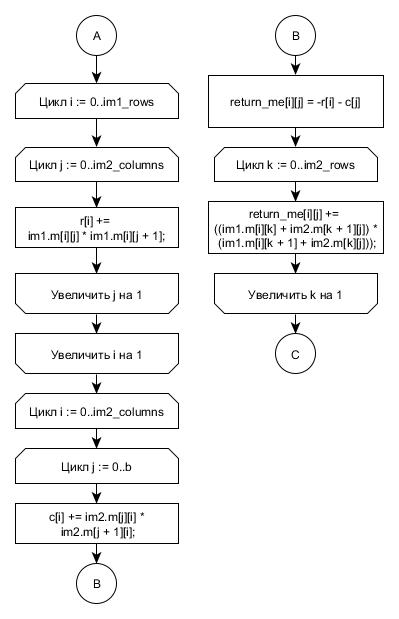 A
Цикл i := 0..im1_rows
Цикл j := 0..im2_columns
r[i] +=
im1.m[i][j] * im1.m[i][j + 1];
Увеличить j на 1
Увеличить i на 1
Цикл i := 0..im2_columns
Цикл j := 0..b
c[i] += im2.m[j][i] *
im2.m[j + 1][i];
B
B
return_me[i][j] = -r[i] - c[j]
Цикл k := 0..im2_rows
return_me[i][j] +=
((im1.m[i][k] + im2.m[k + 1][j]) *
(im1.m[i][k + 1] + im2.m[k][j]));
Увеличить k на 1
C